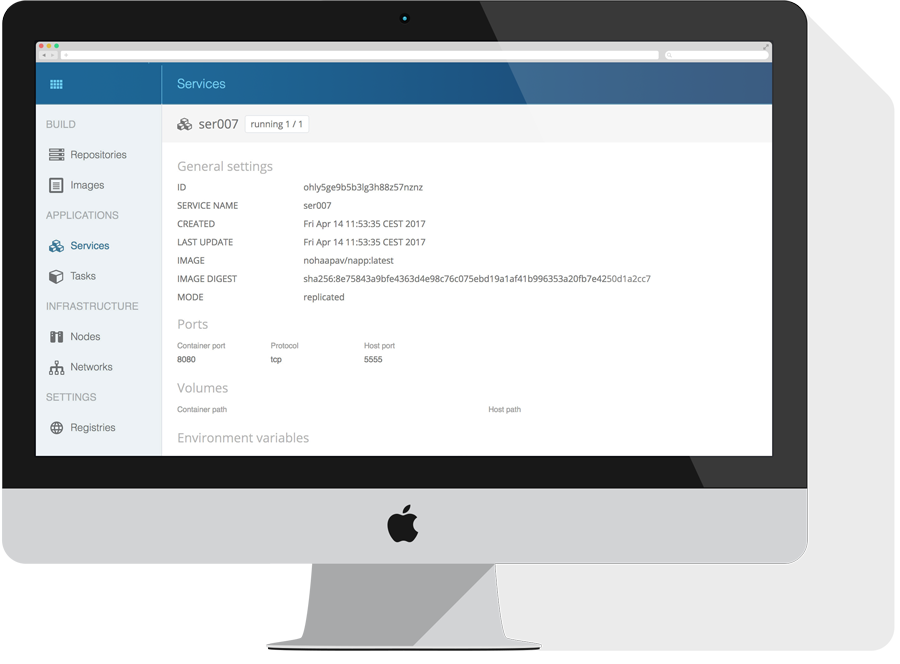 Services
BUILD
Repositories
Images
APPLICATIONS
Services
Tasks
INFRASTRUCTURE
Nodes
Networks
SETTINGS
Registries
ser007 running 1 / 1
General settings
ID ohly5ge9b5b3lg3h88z57nznz
SERVICE NAME ser007
CREATED Fri Apr 14 11:53:35 CEST 2017
LAST UPDATE Fri Apr 14 11:53:35 CEST 2017
IMAGE nohaapav/napp:latest
IMAGE DIGEST sha256:8e75843a9bfe4363d4e98c76c075ebd19a1af41b996353a20fb7e4250d1a2cc7
MODE replicated
Ports
Container port Protocol Host port
8080 tcp 5555
Volumes
Container path Host path
Environment variables